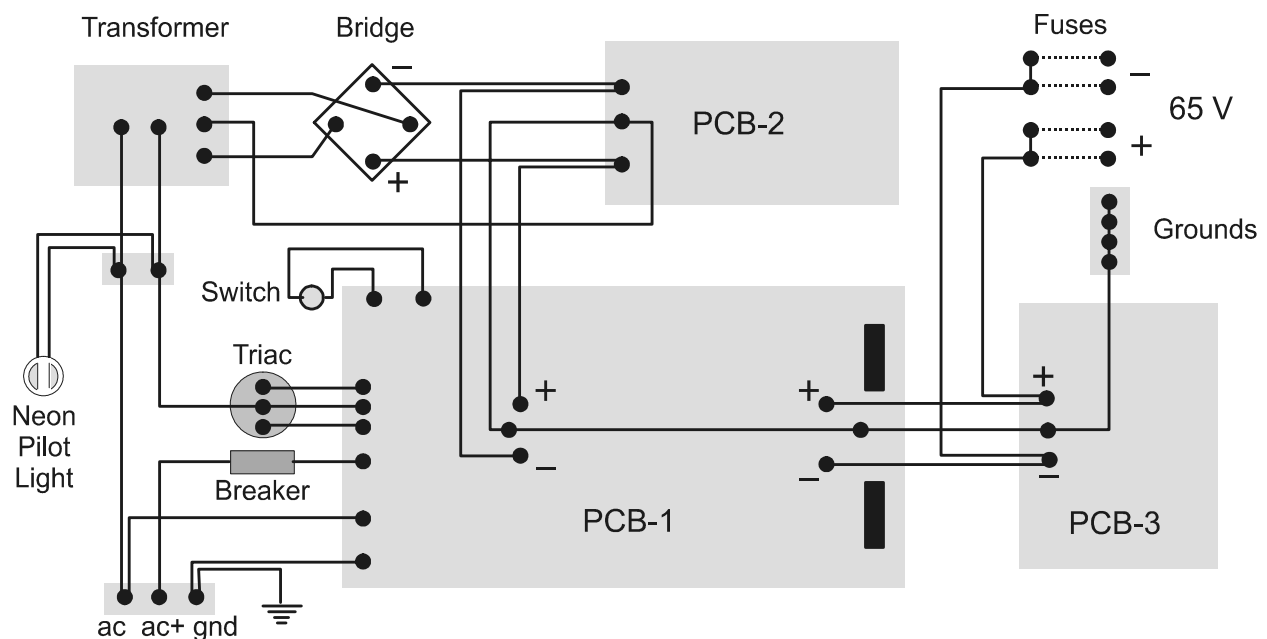 Transformer
Bridge
Fuses
−
PCB-2
−
65 V
+
+
Grounds
Switch
Triac
+
+
+
Neon
Pilot
Light
Breaker
−
−
−
PCB-1
PCB-3
ac ac+ gnd